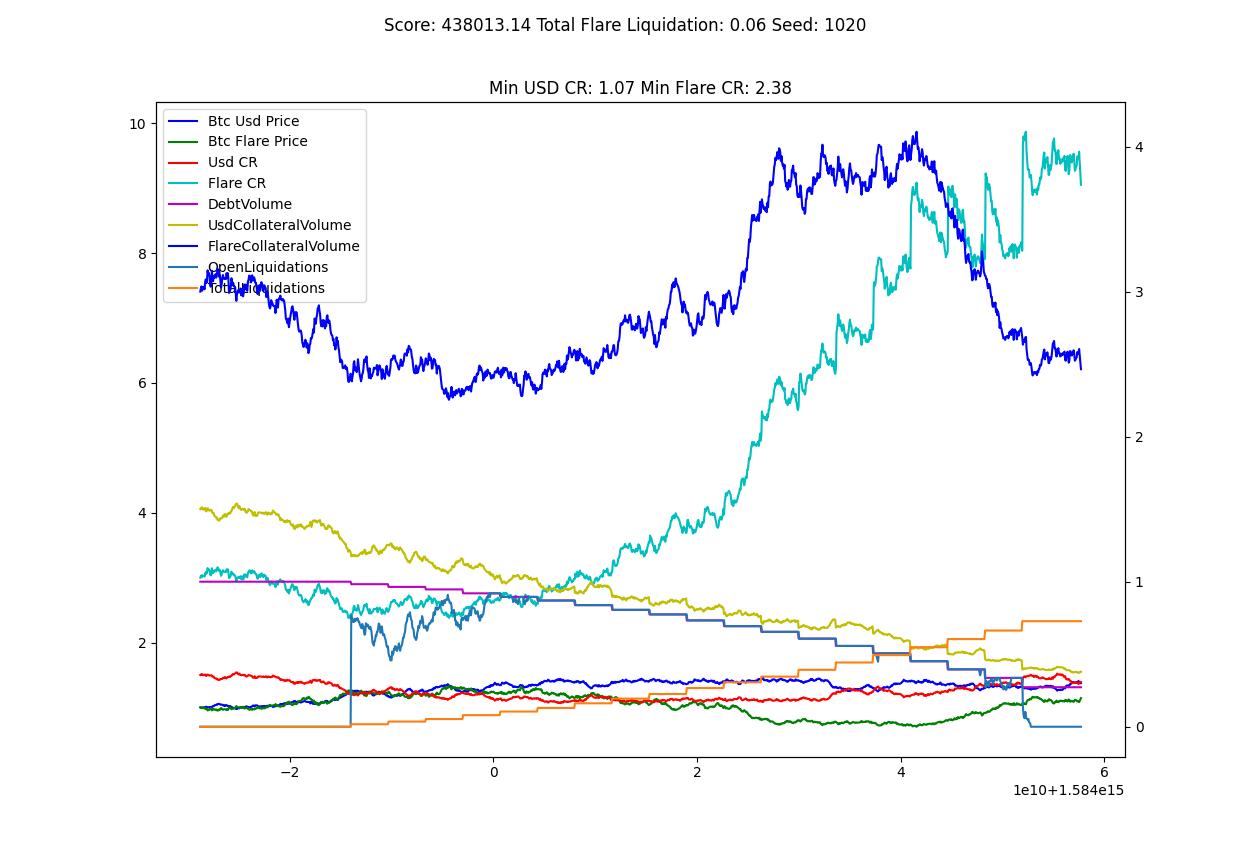 Score: 438013.14 Total Flare Liquidation: 0.06 Seed: 1020
Min USD CR: 1.07 Min Flare CR: 2.38
Btc Usd Price
Btc Flare Price
Usd CR
Flare CR
DebtVolume
UsdCollateralVolume
FlareCollateralVolume
OpenLiquidations
TotalLiquidations
10
8
6
4
2
4
3
2
1
0
−2
0
2
4
6
1e10+1.584e15